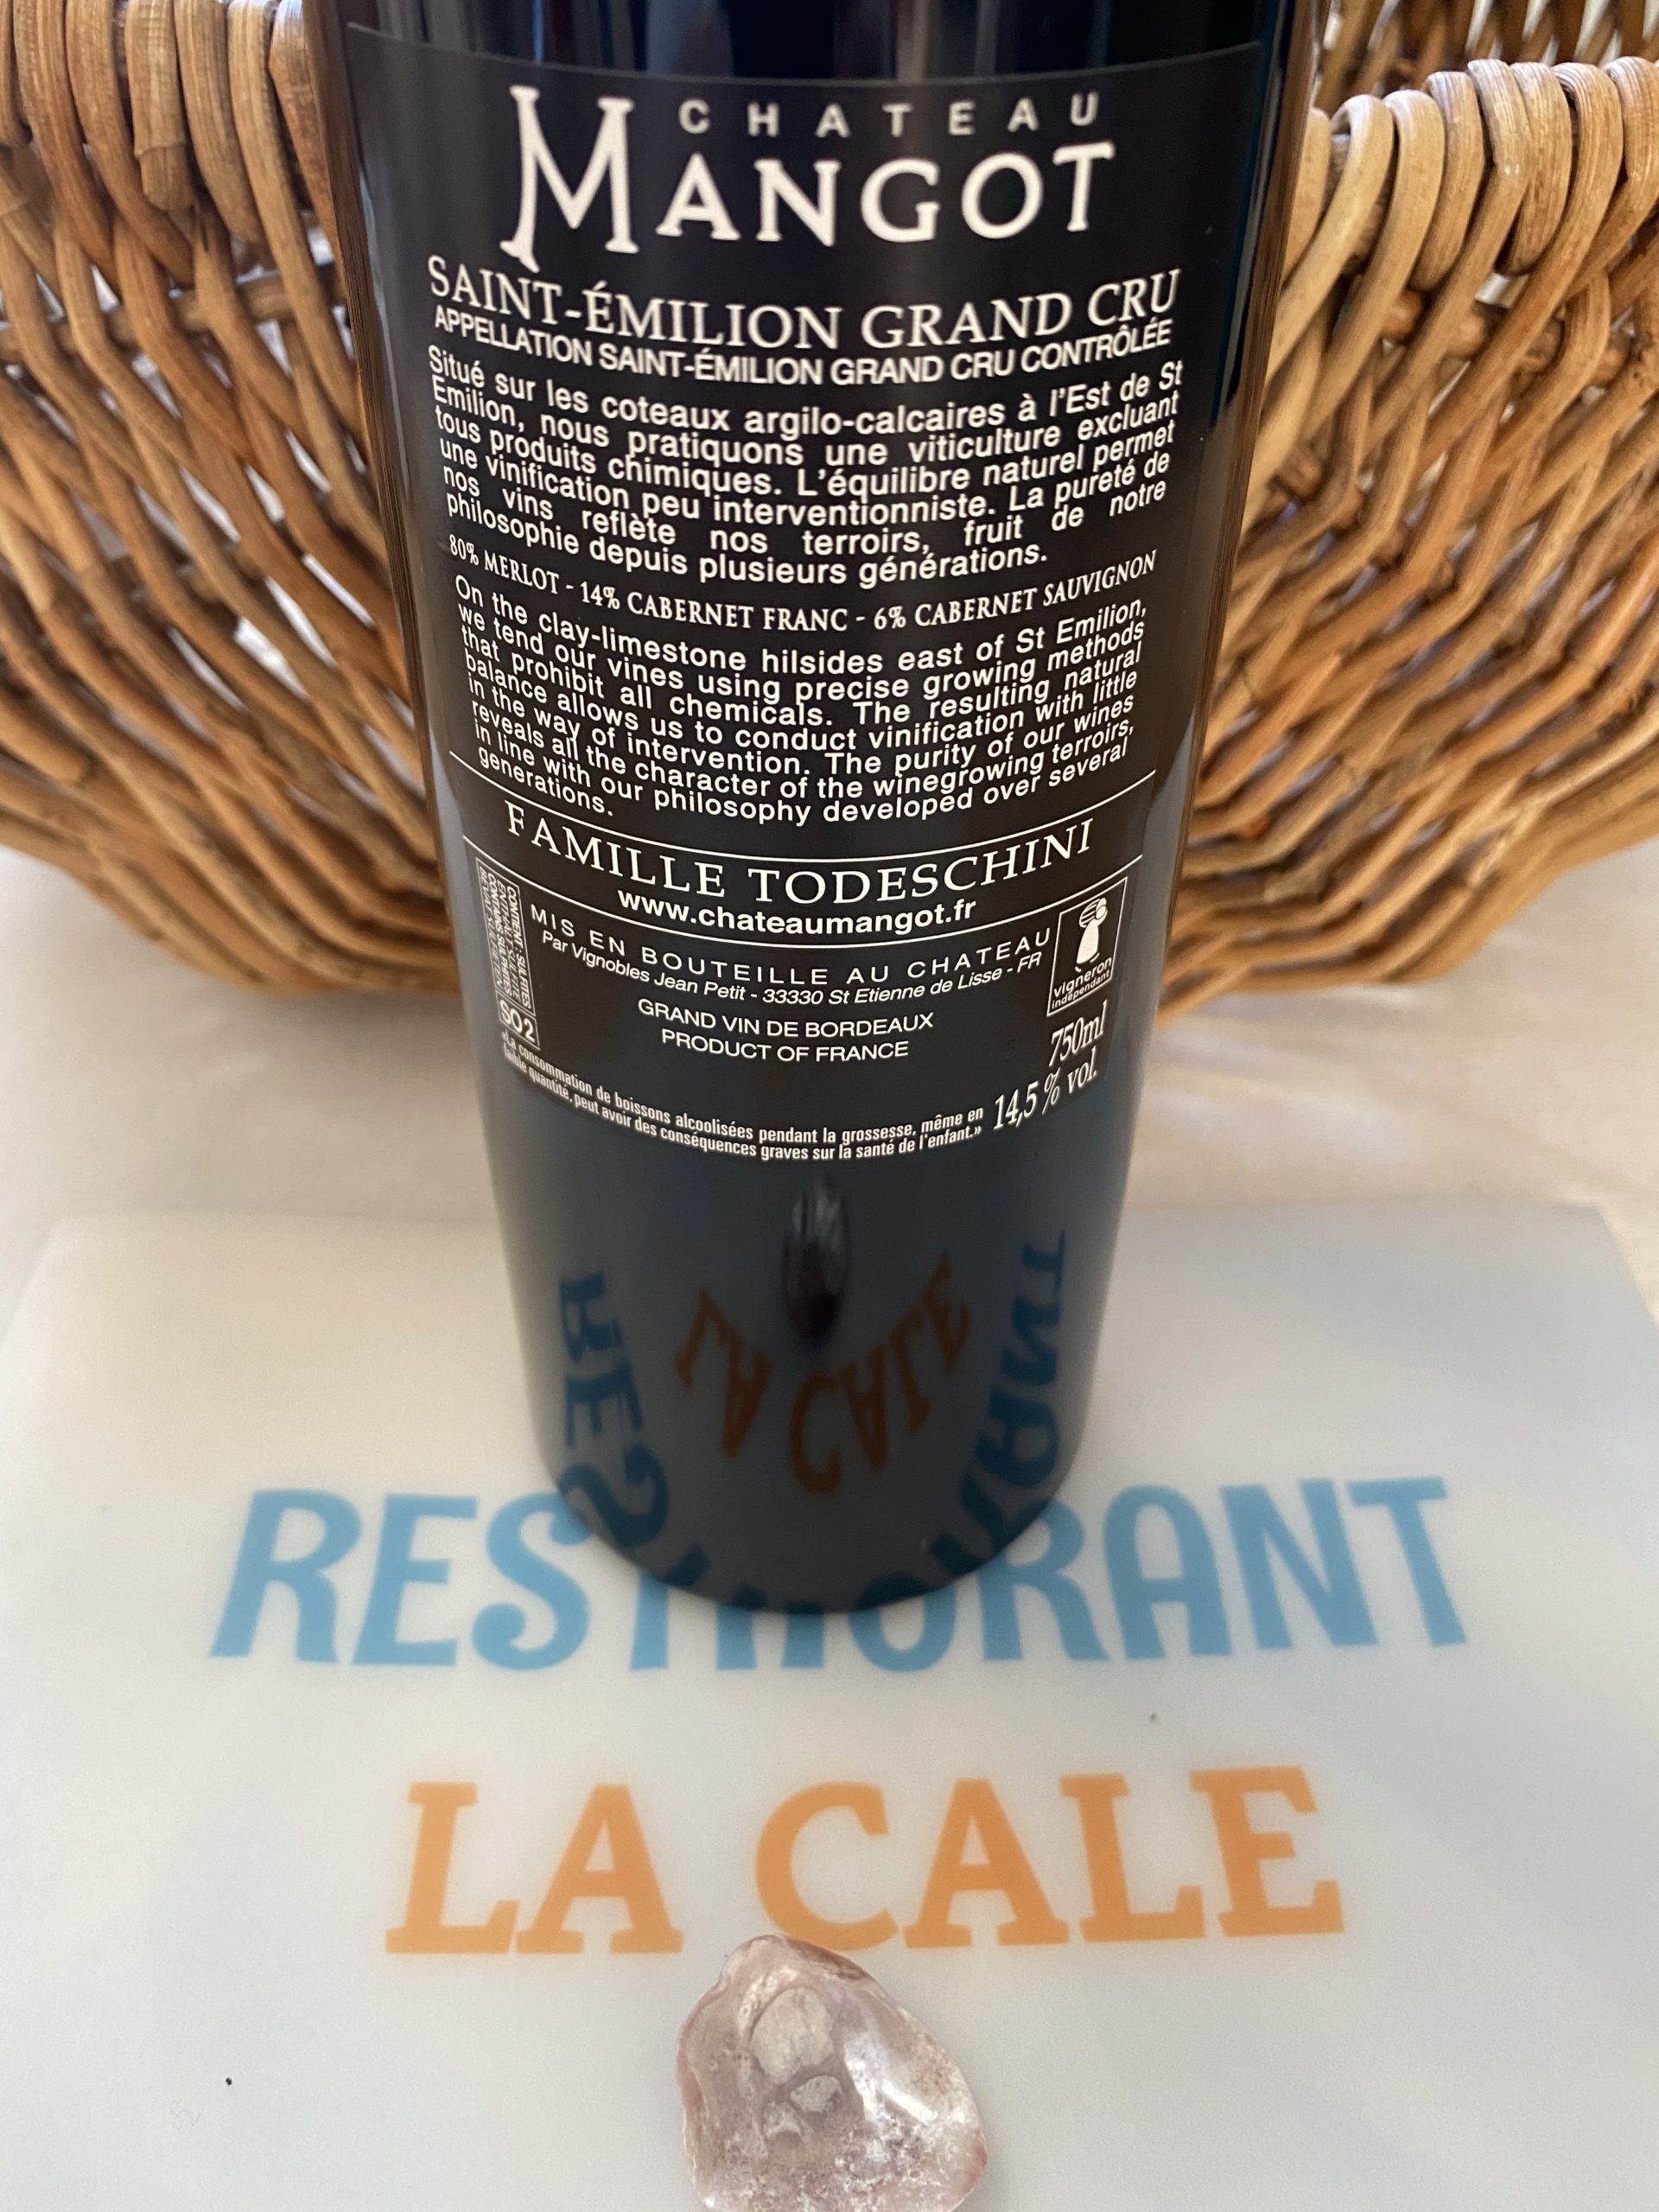 CHATEAU
MANGOT
SAINT-ÉMILION GRAND CRU
APPELLATION SAINT-ÉMILION GRAND CRU CONTRÔLÉE
Situé sur les coteaux argilo-calcaires à l'Est de St
Emilion, nous pratiquons une viticulture excluant
tous produits chimiques. L'équilibre naturel permet
une vinification peu interventionniste. La pureté de
nos vins reflète nos terroirs, fruit de notre
philosophie depuis plusieurs générations.
80% MERLOT - 14% CABERNET FRANC - 6% CABERNET SAUVIGNON
On the clay-limestone hilsides east of St Emilion,
we tend our vines using precise growing methods
that prohibit all chemicals. The resulting natural
balance allows us to conduct vinification with little
in the way of intervention. The purity of our wines
reveals all the character of the winegrowing terroirs,
in line with our philosophy developed over several
generations.
FAMILLE TODESCHINI
www.chateaumangot.fr
MIS EN BOUTEILLE AU CHATEAU
Par Vignobles Jean Petit - 33330 St Etienne de Lisse - FR
GRAND VIN DE BORDEAUX
PRODUCT OF FRANCE
CONTIENT SULFITES
SO2
vigneron
indépendant
750ml
14,5 % vol.
«La consommation de boissons alcoolisées pendant la grossesse, même en
faible quantité, peut avoir des conséquences graves sur la santé de l'enfant.»
RESTAURANT
LA CALE